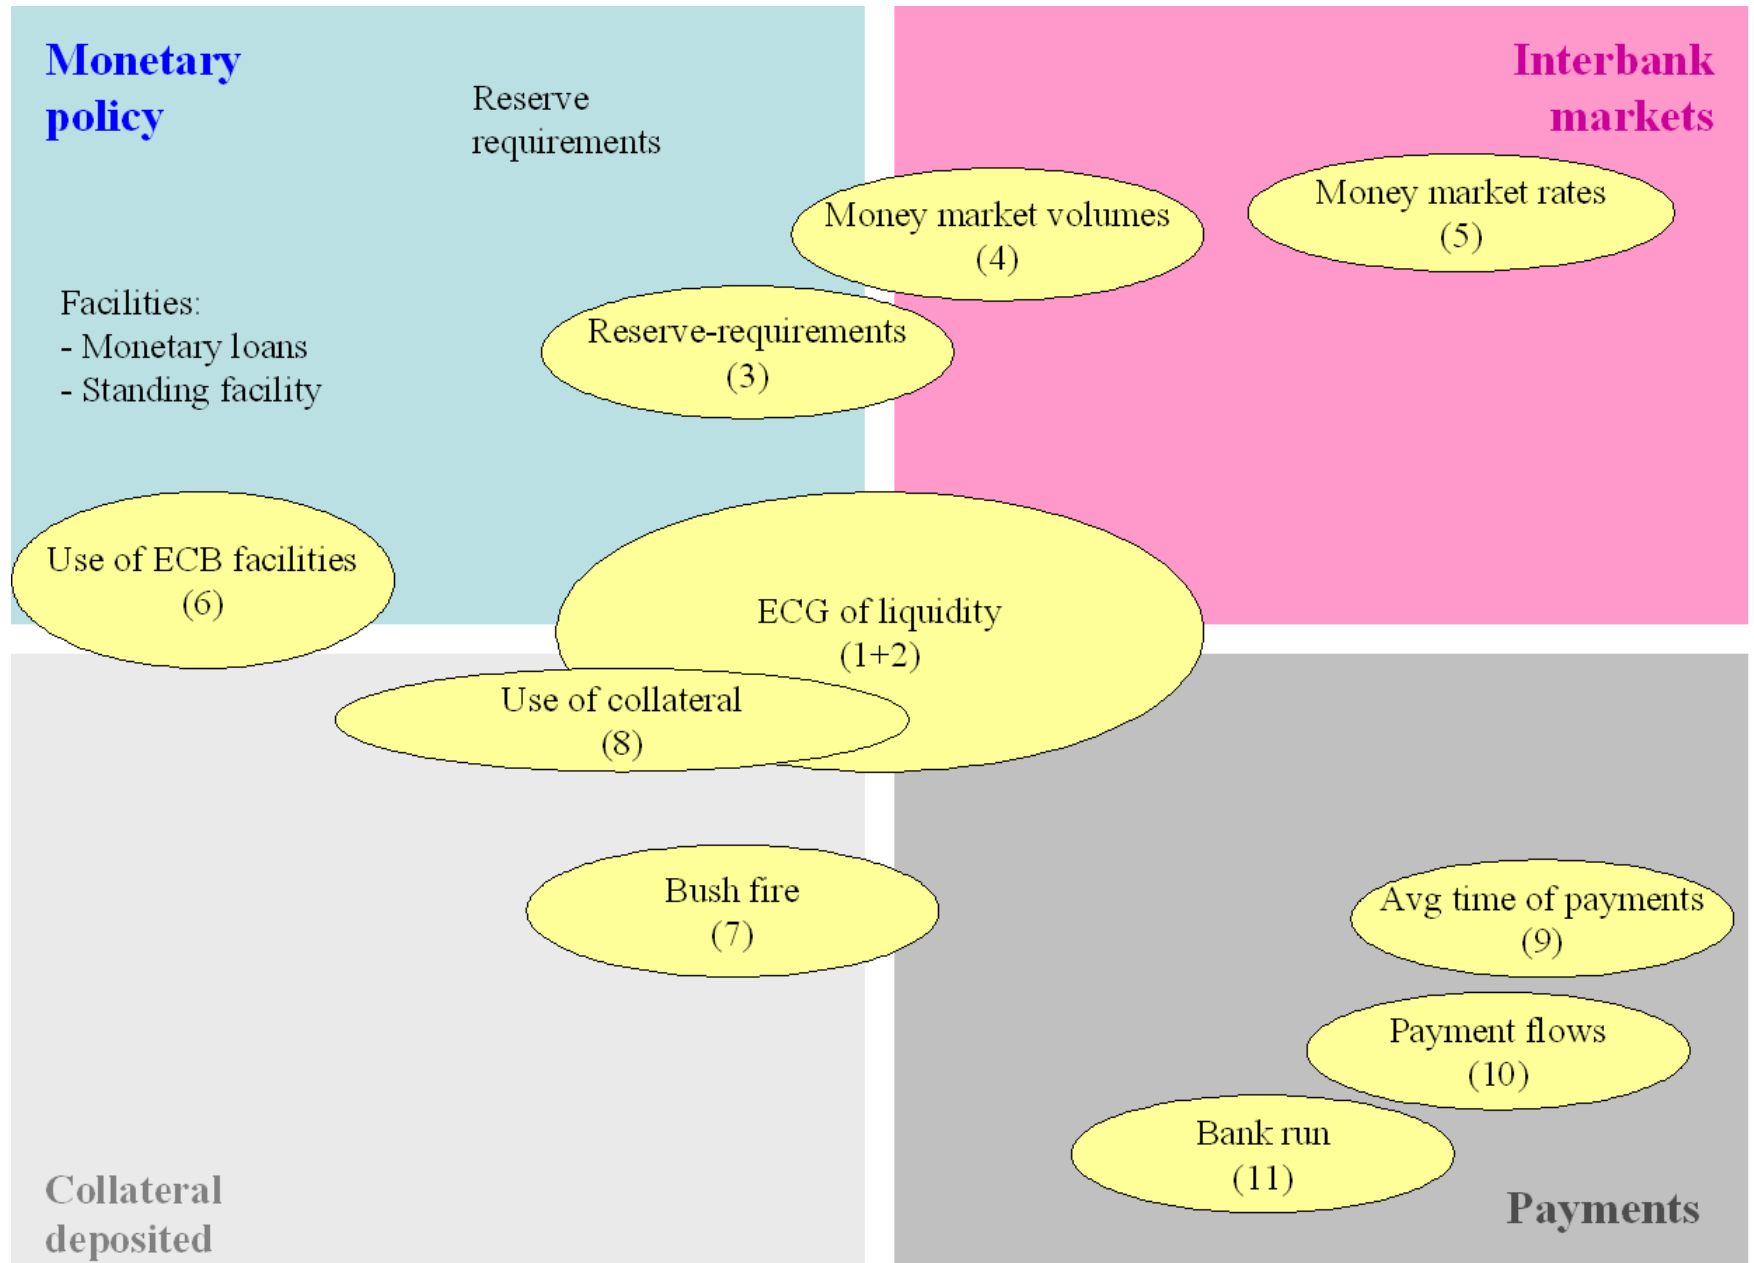 Monetary
policy
Reserve
requirements
Interbank
markets
Money market volumes
(4)
Money market rates
(5)
Facilities:
- Monetary loans
- Standing facility
Reserve-requirements
(3)
Use of ECB facilities
(6)
ECG of liquidity
(1+2)
Use of collateral
(8)
Bush fire
(7)
Avg time of payments
(9)
Payment flows
(10)
Bank run
(11)
Collateral
deposited
Payments